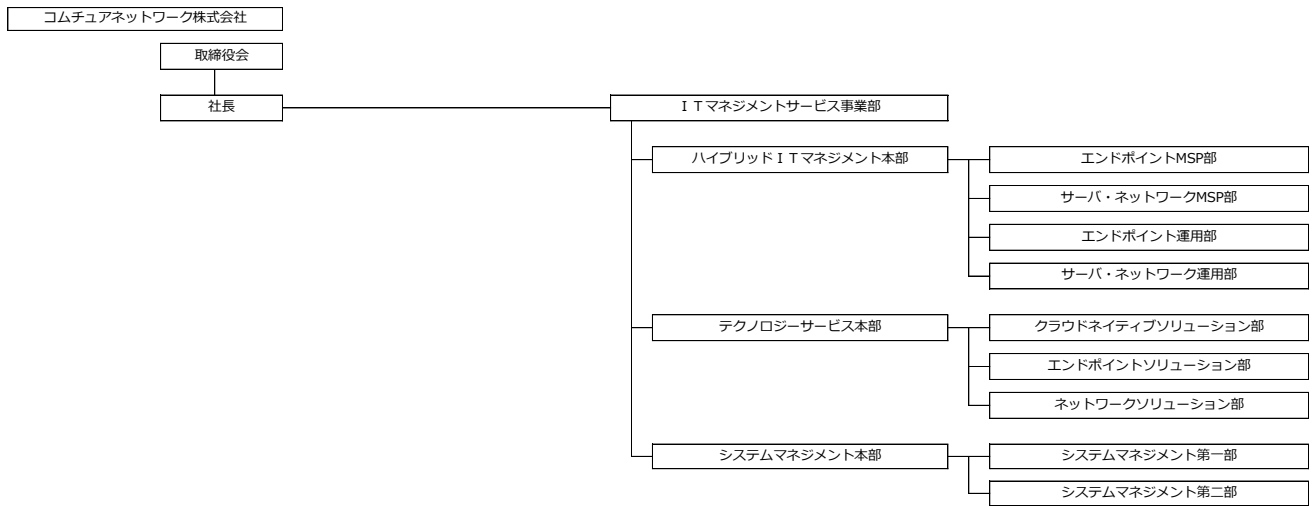 コムチュアネットワーク株式会社
取締役会
社長
ＩＴマネジメントサービス事業部
ハイブリッドＩＴマネジメント本部
エンドポイントMSP部
サーバ・ネットワークMSP部
エンドポイント運用部
サーバ・ネットワーク運用部
テクノロジーサービス本部
クラウドネイティブソリューション部
エンドポイントソリューション部
ネットワークソリューション部
システムマネジメント本部
システムマネジメント第一部
システムマネジメント第二部